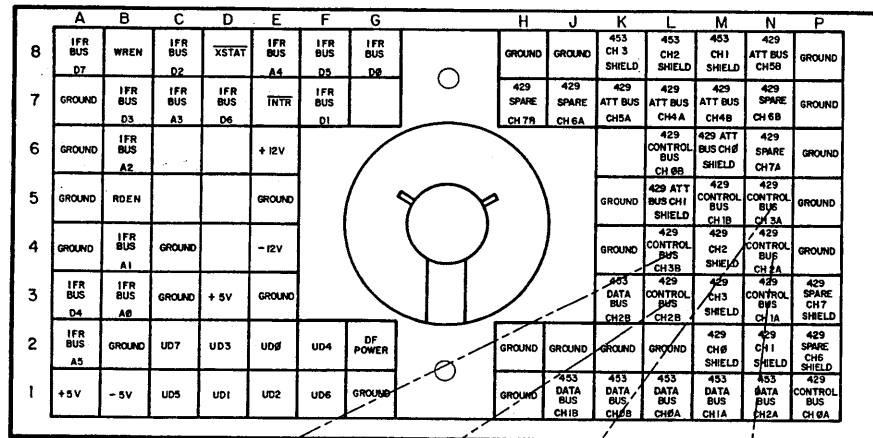 A B C D E F G H J K L M N P
8
IFR BUS D7
WREN
IFR BUS D2
XSTAT
IFR BUS A4
IFR BUS D5
IFR BUS DØ
GROUND
GROUND
453 CH 3 SHIELD
453 CH2 SHIELD
453 CH1 SHIELD
429 ATT BUS CH5B
GROUND
7
GROUND
IFR BUS D3
IFR BUS A3
IFR BUS D6
INTR
IFR BUS D1
429 SPARE CH7B
429 SPARE CH6A
429 ATT BUS CH5A
429 ATT BUS CH4A
429 ATT BUS CH4B
429 SPARE CH6B
GROUND
6
GROUND
IFR BUS A2
+12V
429 CONTROL BUS CHØB
429 ATT BUS CHØ SHIELD
429 SPARE CH7A
GROUND
5
GROUND
RDEN
GROUND
GROUND
429 ATT BUS CH1 SHIELD
429 CONTROL BUS CH1B
429 CONTROL BUS CH3A
GROUND
4
GROUND
IFR BUS A1
GROUND
-12V
GROUND
429 CONTROL BUS CH3B
429 CH2 SHIELD
429 CONTROL BUS CH2A
GROUND
3
IFR BUS D4
IFR BUS AØ
GROUND
+5V
GROUND
453 DATA BUS CH2B
429 CONTROL BUS CH2B
429 CH3 SHIELD
429 CONTROL BUS CH1A
429 SPARE CH7 SHIELD
2
IFR BUS A5
GROUND
UD7
UD3
UDØ
UD4
DF POWER
GROUND
GROUND
GROUND
GROUND
429 CHØ SHIELD
429 CH1 SHIELD
429 SPARE CH6 SHIELD
1
+5V
-5V
UD5
UD1
UD2
UD6
GROUND
GROUND
453 DATA BUS CH1B
453 DATA BUS CHØB
453 DATA BUS CHØA
453 DATA BUS CH1A
453 DATA BUS CH2A
429 CONTROL BUS CHØA